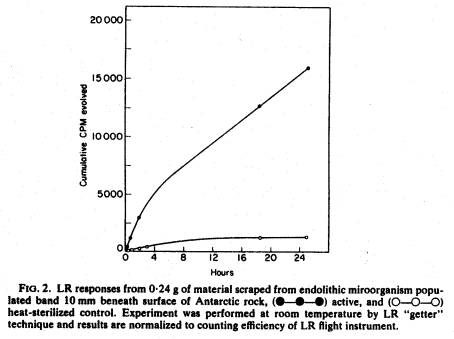 20 000
15 000
10 000
5000
0
Cumulative CPM evolved
0 4 8 12 16 20 24
Hours
FIG. 2. LR responses from 0·24 g of material scraped from endolithic miroorganism popu-
lated band 10 mm beneath surface of Antarctic rock, (●—●—●) active, and (○—○—○)
heat-sterilized control. Experiment was performed at room temperature by LR "getter"
technique and results are normalized to counting efficiency of LR flight instrument.